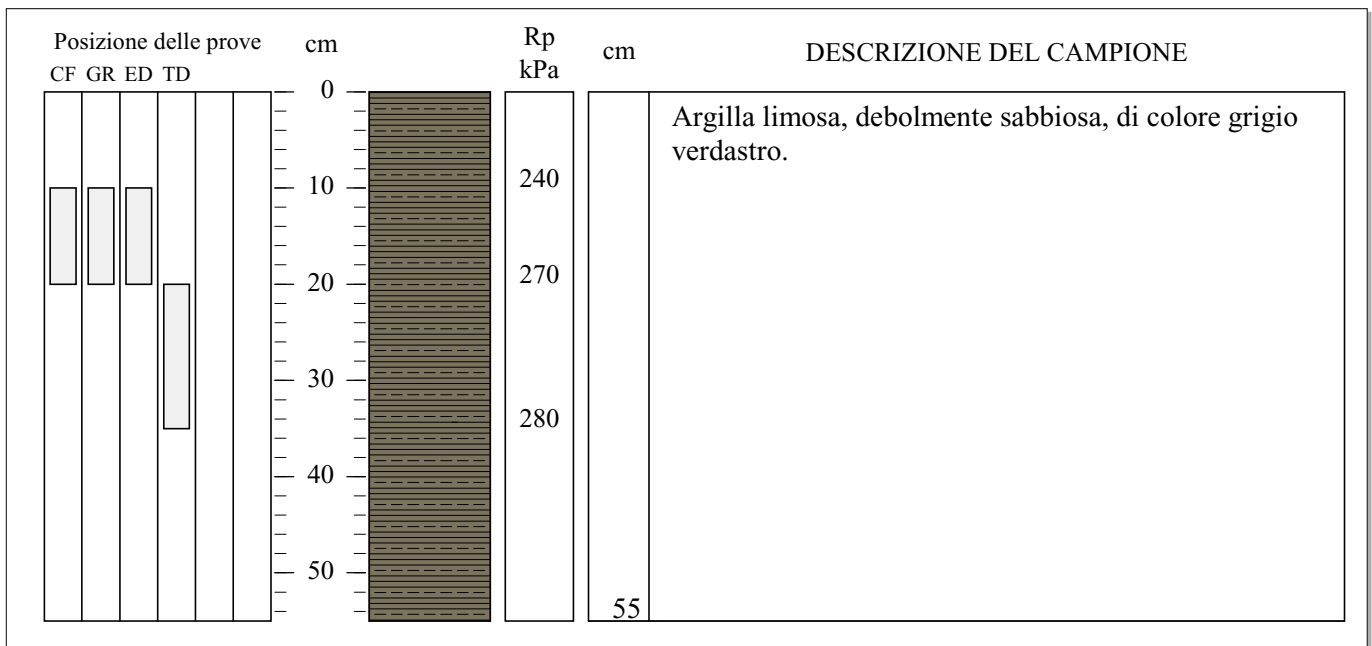 Posizione delle prove cm Rp kPa cm DESCRIZIONE DEL CAMPIONE
CF GR ED TD
0
Argilla limosa, debolmente sabbiosa, di colore grigio
verdastro.
10 240
20 270
30
280
40
50
55